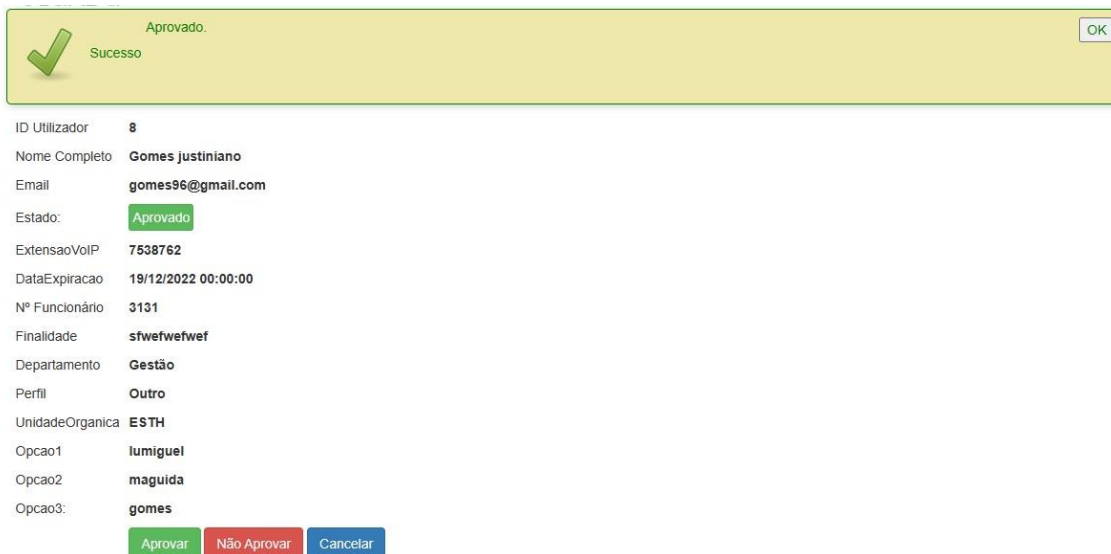 Aprovado.
OK
Sucesso
ID Utilizador 8
Nome Completo Gomes justiniano
Email gomes96@gmail.com
Estado: Aprovado
ExtensaoVoIP 7538762
DataExpiracao 19/12/2022 00:00:00
Nº Funcionário 3131
Finalidade sfwefwefwef
Departamento Gestão
Perfil Outro
UnidadeOrganica ESTH
Opcao1 lumiguel
Opcao2 maguida
Opcao3: gomes
Aprovar Não Aprovar Cancelar